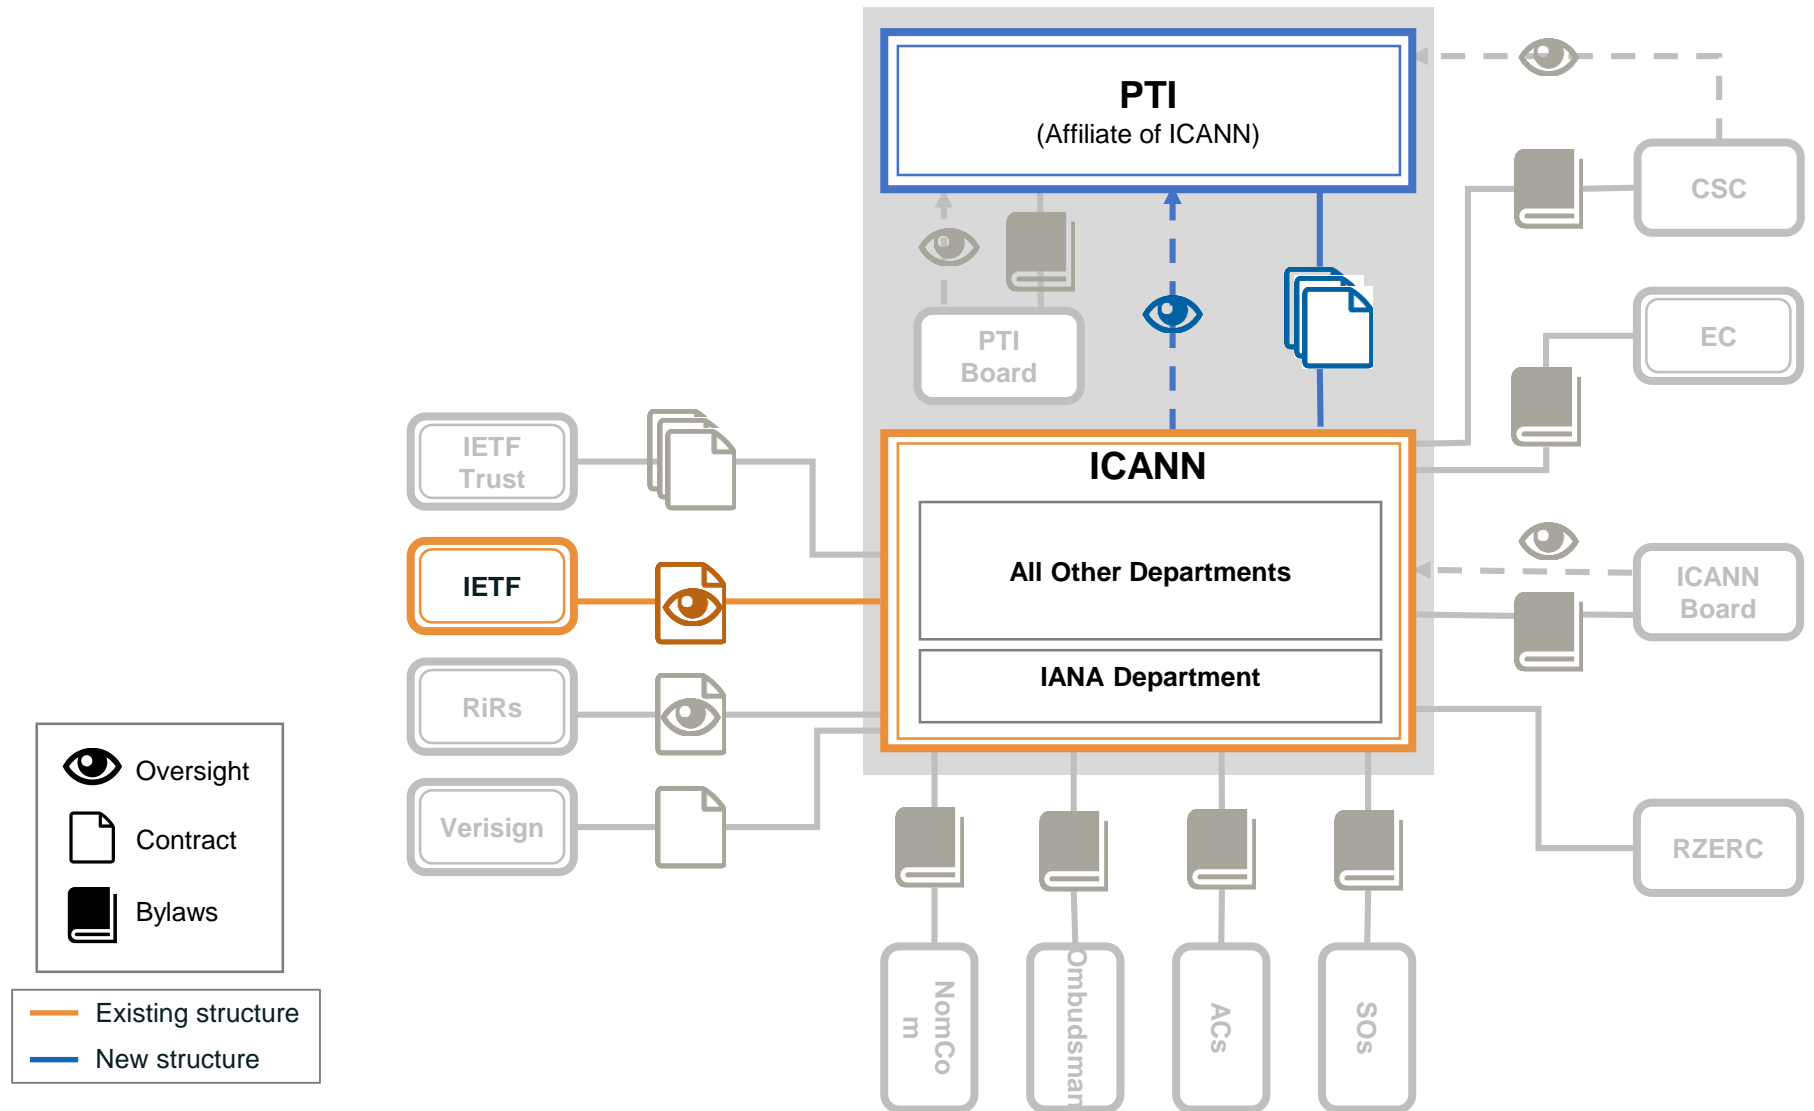 PTI
(Affiliate of ICANN)
CSC
EC
PTI
Board
IETF
Trust
ICANN
IETF
All Other Departments
ICANN
Board
IANA Department
RiRs
Oversight
Verisign
Contract
RZERC
Bylaws
NomCo
m
Ombudsman
ACs
SOs
Existing structure
New structure